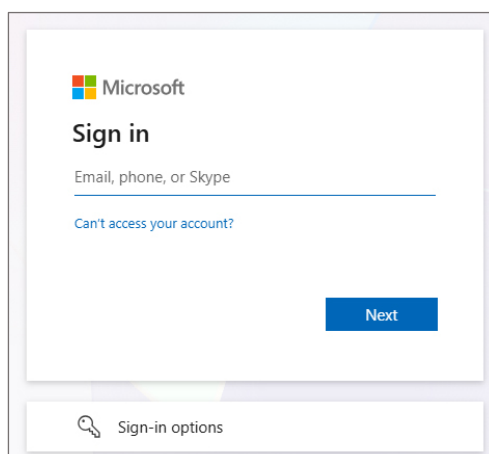 Microsoft
Sign in
Email, phone, or Skype
Can't access your account?
Next
Sign-in options